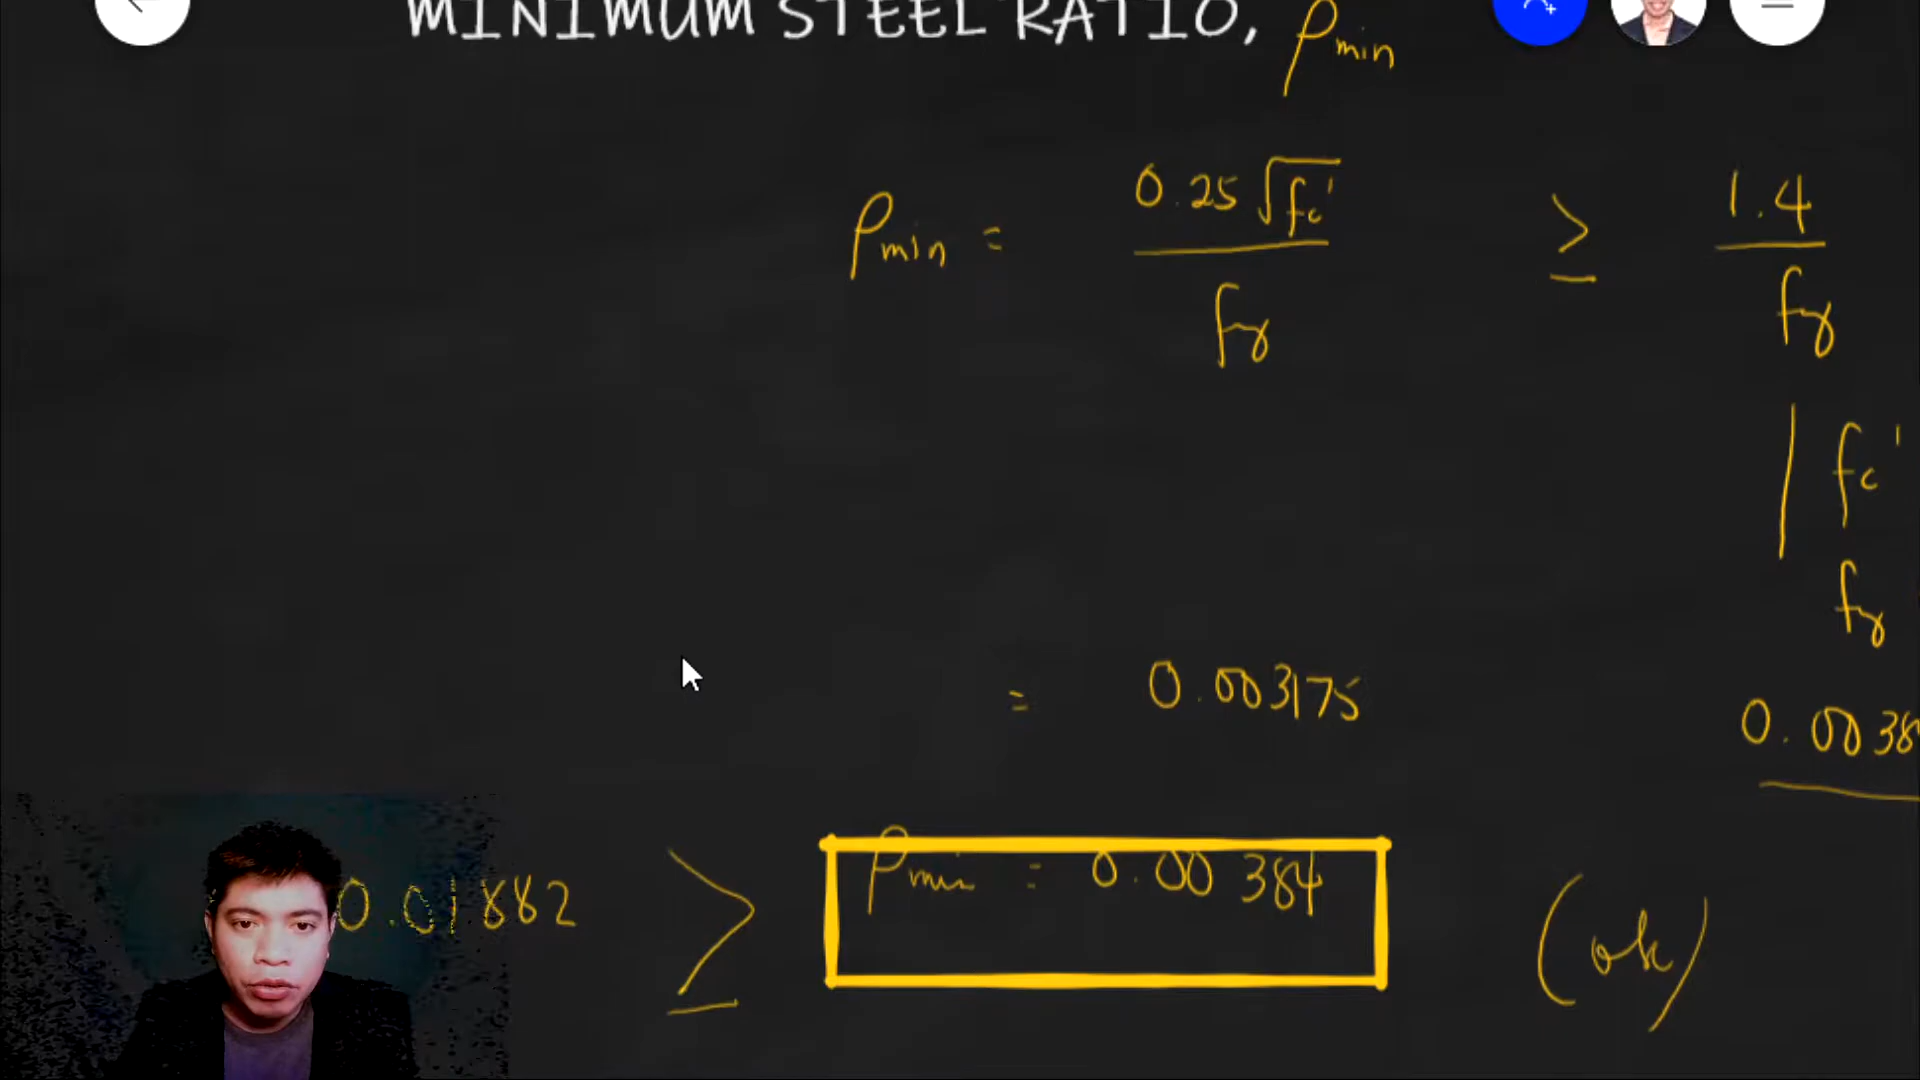 MINIMUM STEEL RATIO, ρmin
ρmin = 0.25 √fc' / fy ≥ 1.4 / fy
fc'
fy
= 0.003175
0.0038
0.01882 ≥ ρmin = 0.00384 (ok)